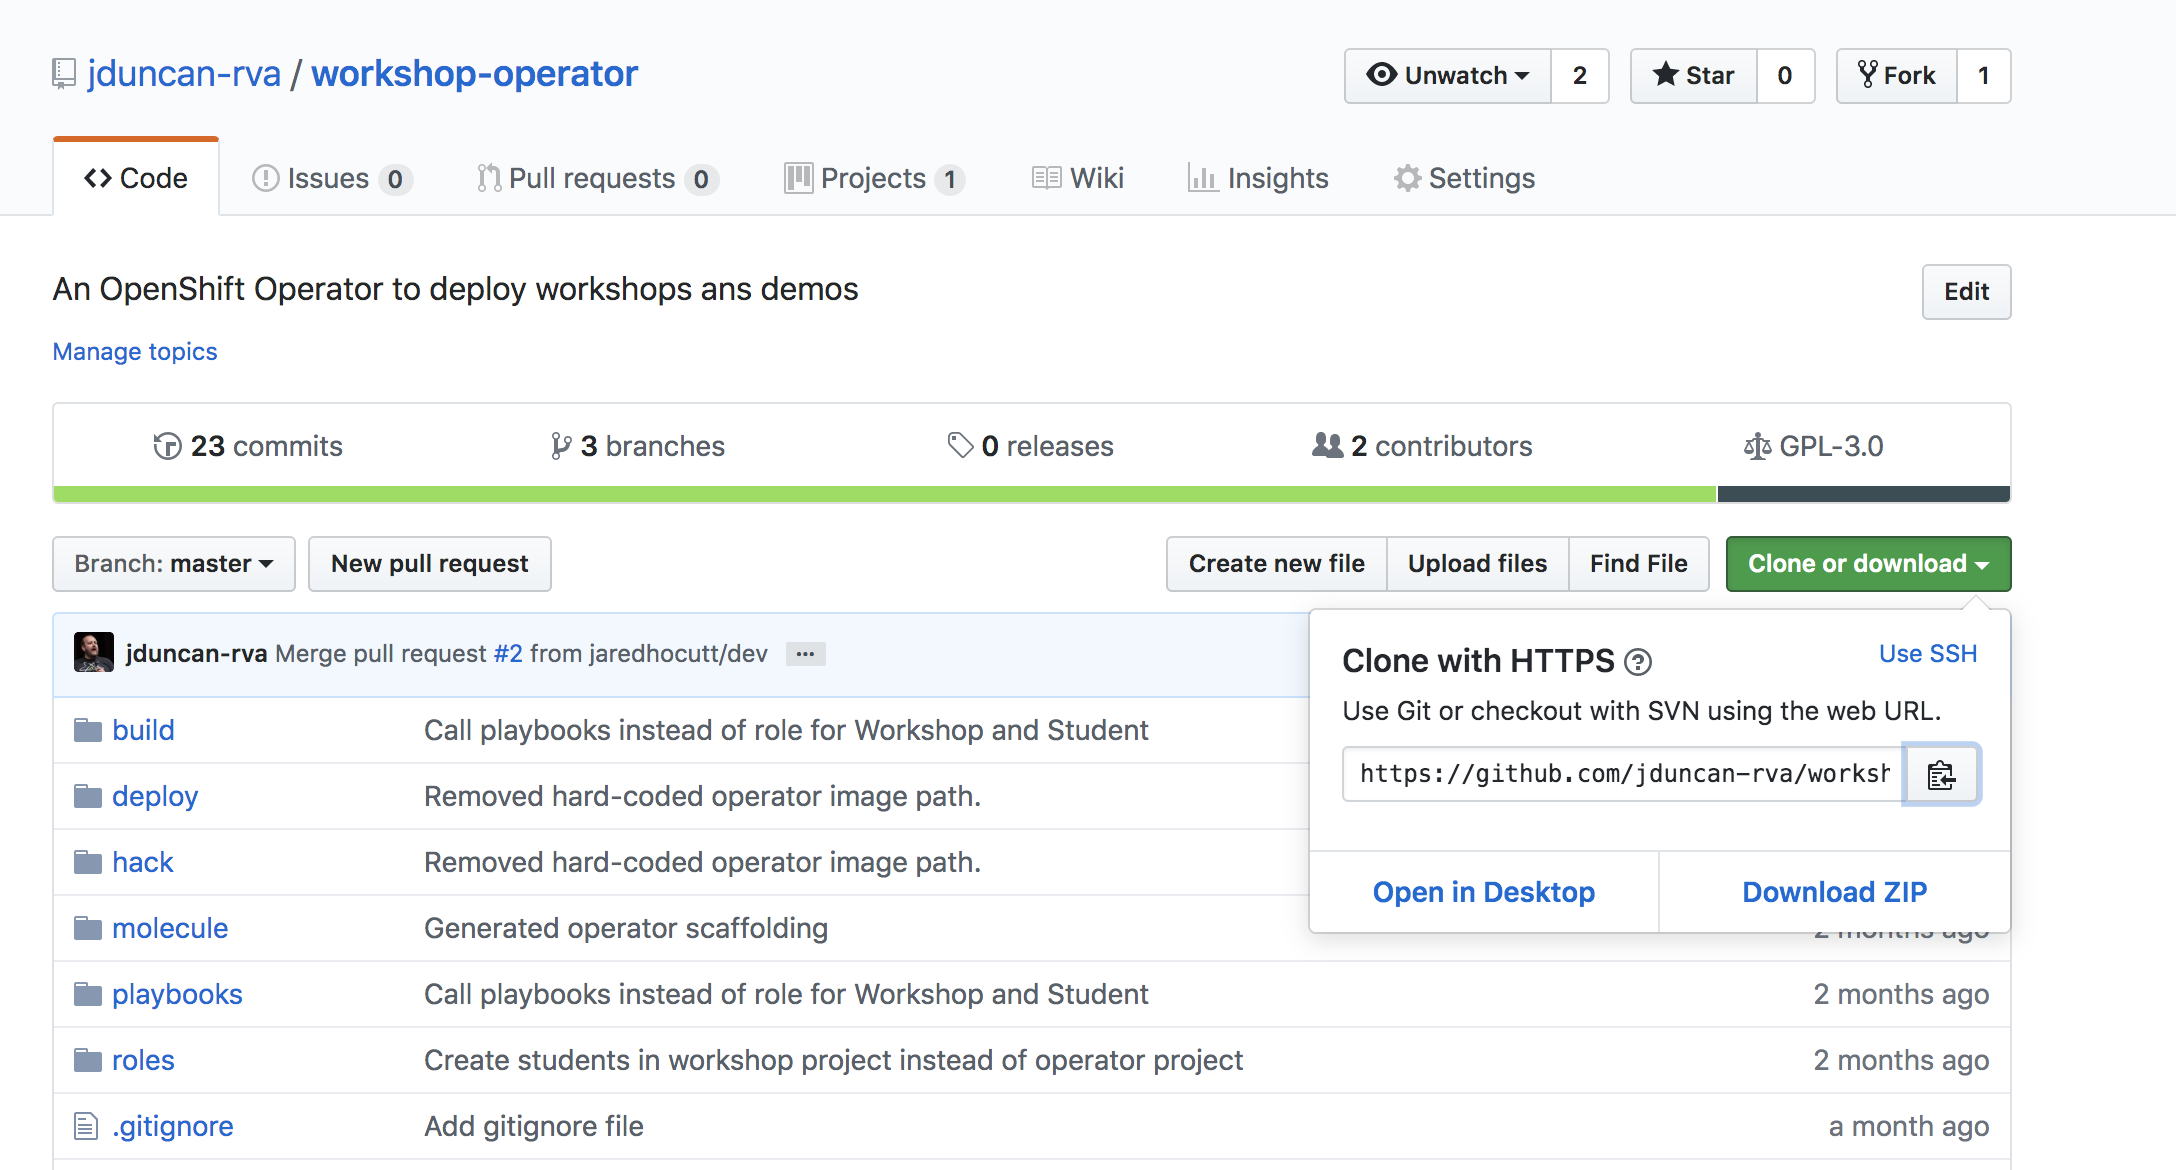 jduncan-rva / workshop-operator
Unwatch 2 Star 0 Fork 1
Code Issues 0 Pull requests 0 Projects 1 Wiki Insights Settings
An OpenShift Operator to deploy workshops ans demos
Edit
Manage topics
23 commits 3 branches 0 releases 2 contributors GPL-3.0
Branch: master New pull request Create new file Upload files Find File Clone or download
jduncan-rva Merge pull request #2 from jaredhocutt/dev ...
Clone with HTTPS ?
Use SSH
Use Git or checkout with SVN using the web URL.
https://github.com/jduncan-rva/worksh
Open in Desktop Download ZIP
build Call playbooks instead of role for Workshop and Student
deploy Removed hard-coded operator image path.
hack Removed hard-coded operator image path.
molecule Generated operator scaffolding 2 months ago
playbooks Call playbooks instead of role for Workshop and Student 2 months ago
roles Create students in workshop project instead of operator project 2 months ago
.gitignore Add gitignore file a month ago